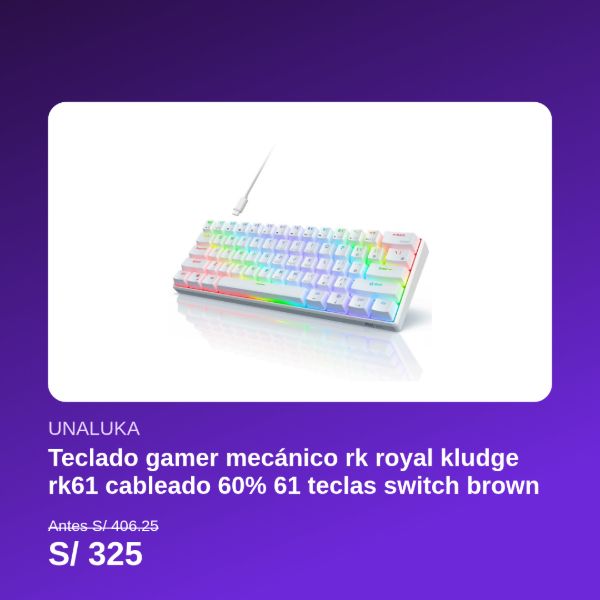 UNALUKA
Teclado gamer mecánico rk royal kludge
rk61 cableado 60% 61 teclas switch brown
Antes S/ 406.25
S/ 325